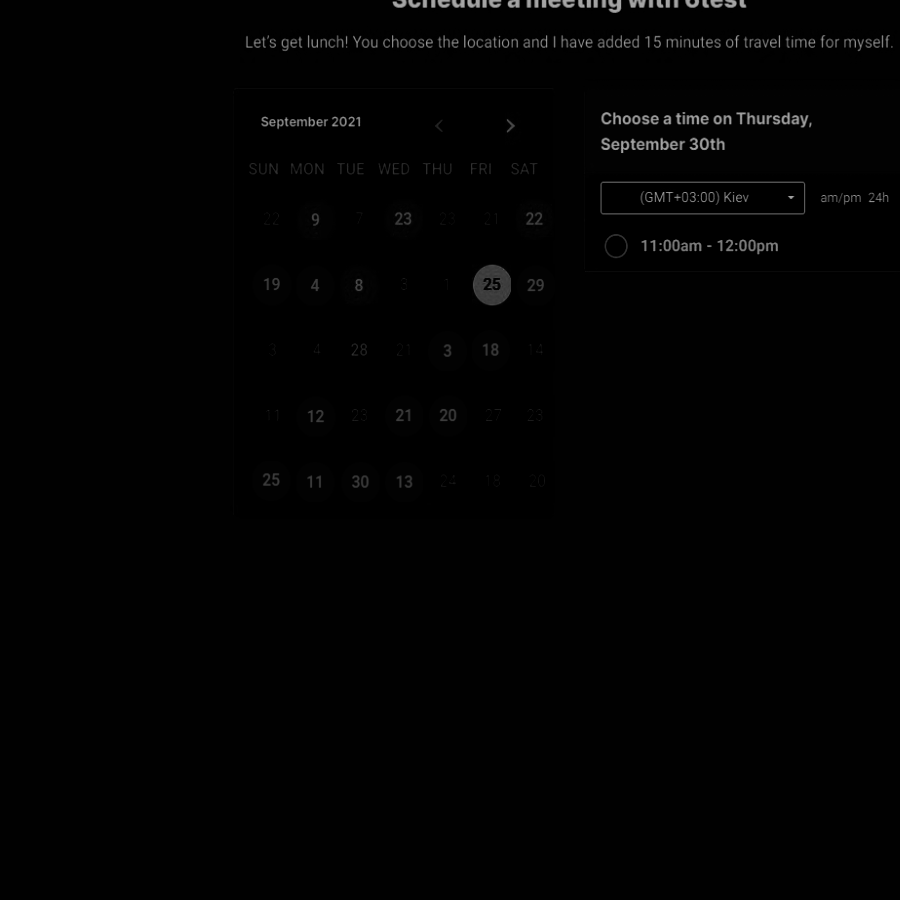 Schedule a meeting with Utest
Let's get lunch! You choose the location and I have added 15 minutes of travel time for myself.
September 2021
SUN MON TUE WED THU FRI SAT
22 9 7 23 23 21 22
19 4 8 3 1 25 29
3 4 28 21 3 18 14
11 12 23 21 20 27 23
25 11 30 13 24 18 20
Choose a time on Thursday,
September 30th
(GMT+03:00) Kiev am/pm 24h
11:00am - 12:00pm